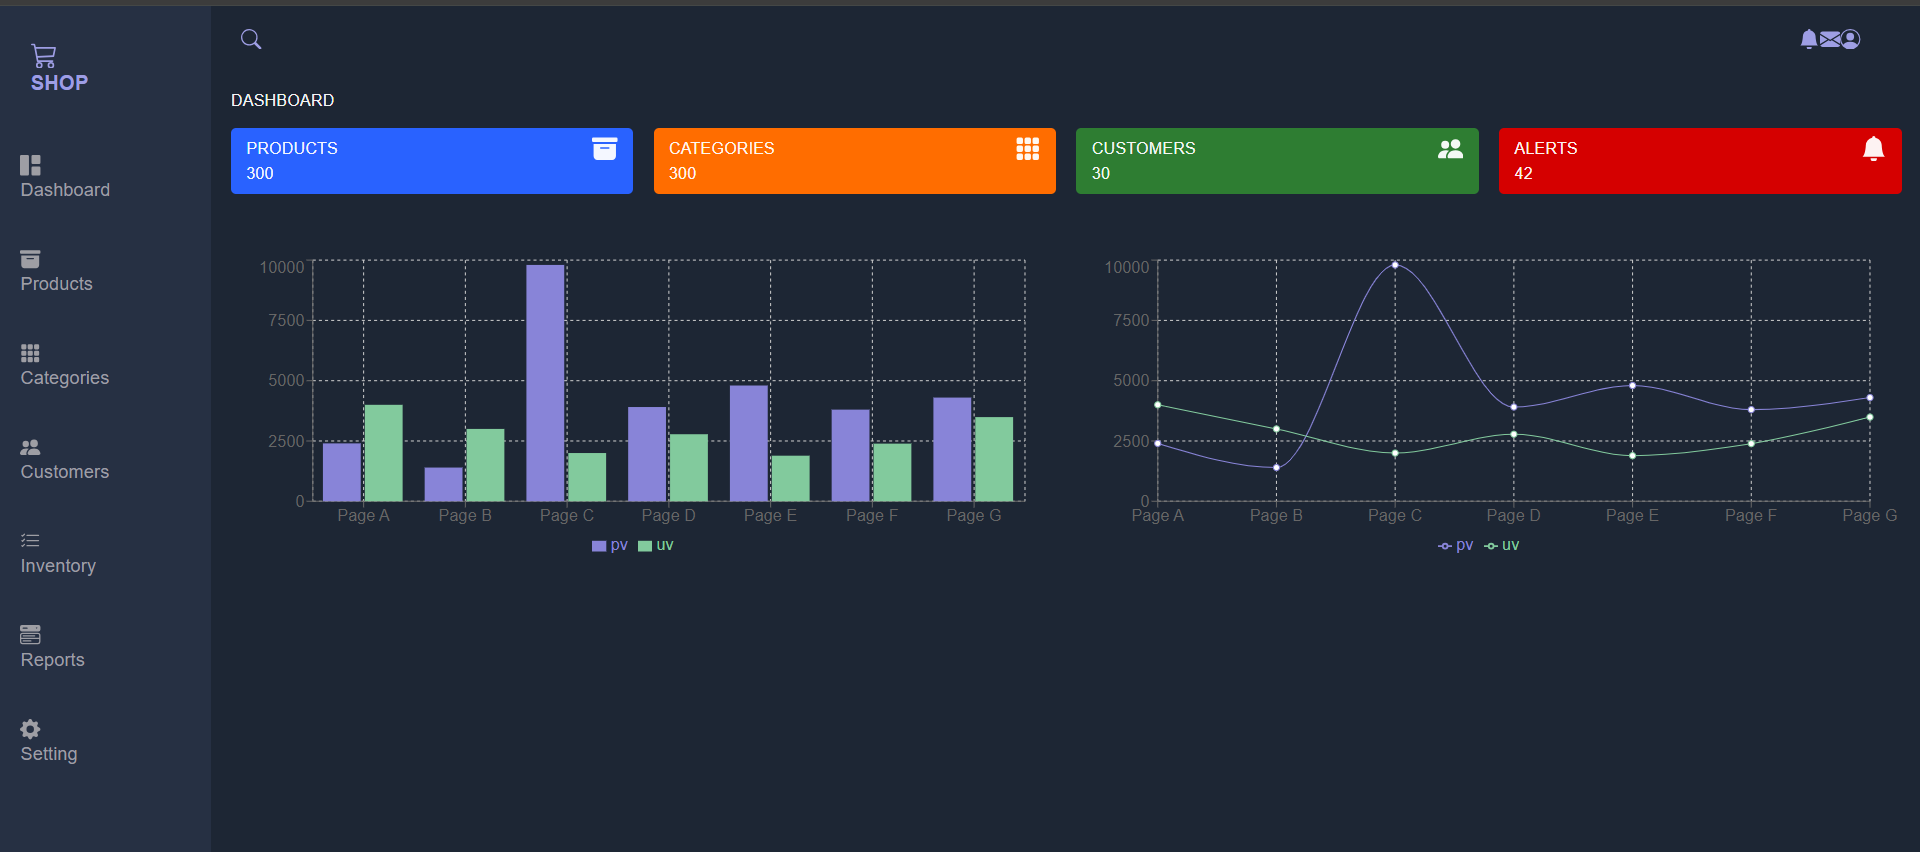 SHOP
Dashboard
Products
Categories
Customers
Inventory
Reports
Setting
DASHBOARD
PRODUCTS
300
CATEGORIES
300
CUSTOMERS
30
ALERTS
42
10000
7500
5000
2500
0
Page A Page B Page C Page D Page E Page F Page G
pv uv
10000
7500
5000
2500
0
Page A Page B Page C Page D Page E Page F Page G
pv uv